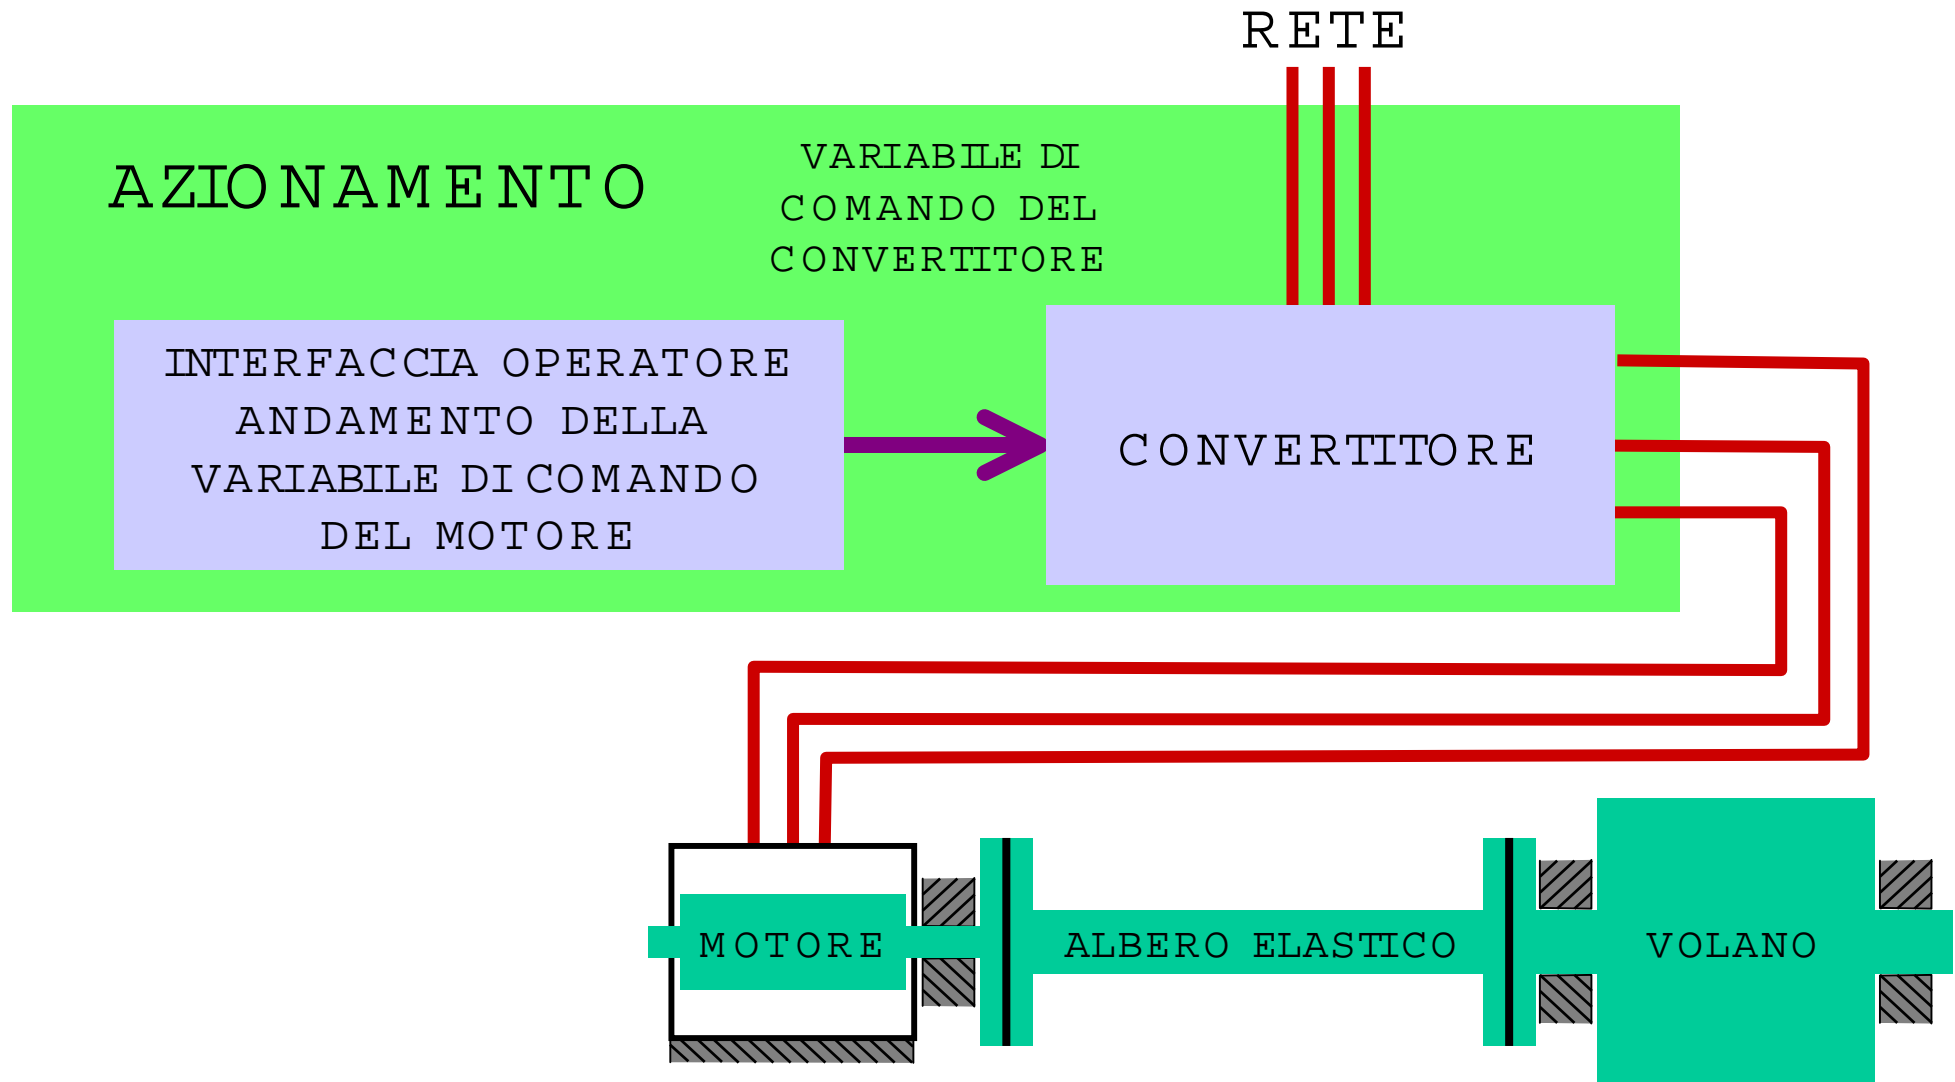 RETE
AZIONAMENTO
VARIABILE DI
COMANDO DEL
CONVERTITORE
INTERFACCIA OPERATORE
ANDAMENTO DELLA
VARIABILE DI COMANDO
DEL MOTORE
CONVERTITORE
MOTORE
ALBERO ELASTICO
VOLANO